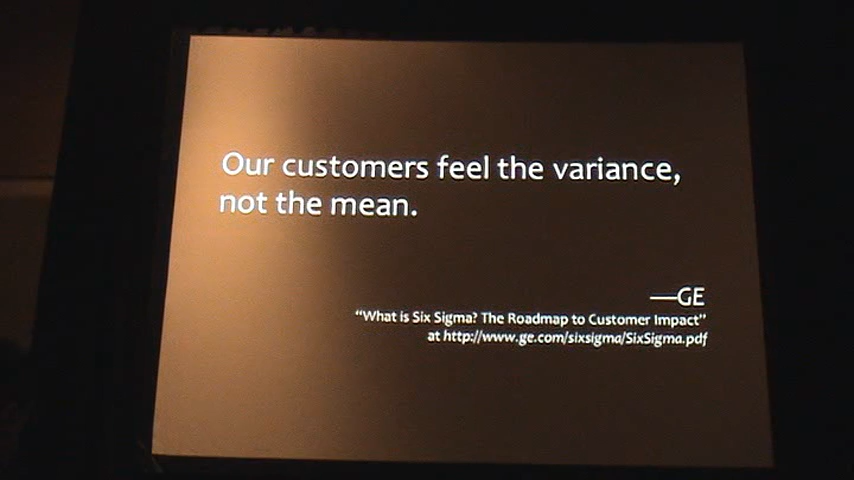 Our customers feel the variance,
not the mean.
—GE
“What is Six Sigma? The Roadmap to Customer Impact”
at http://www.ge.com/sixsigma/SixSigma.pdf